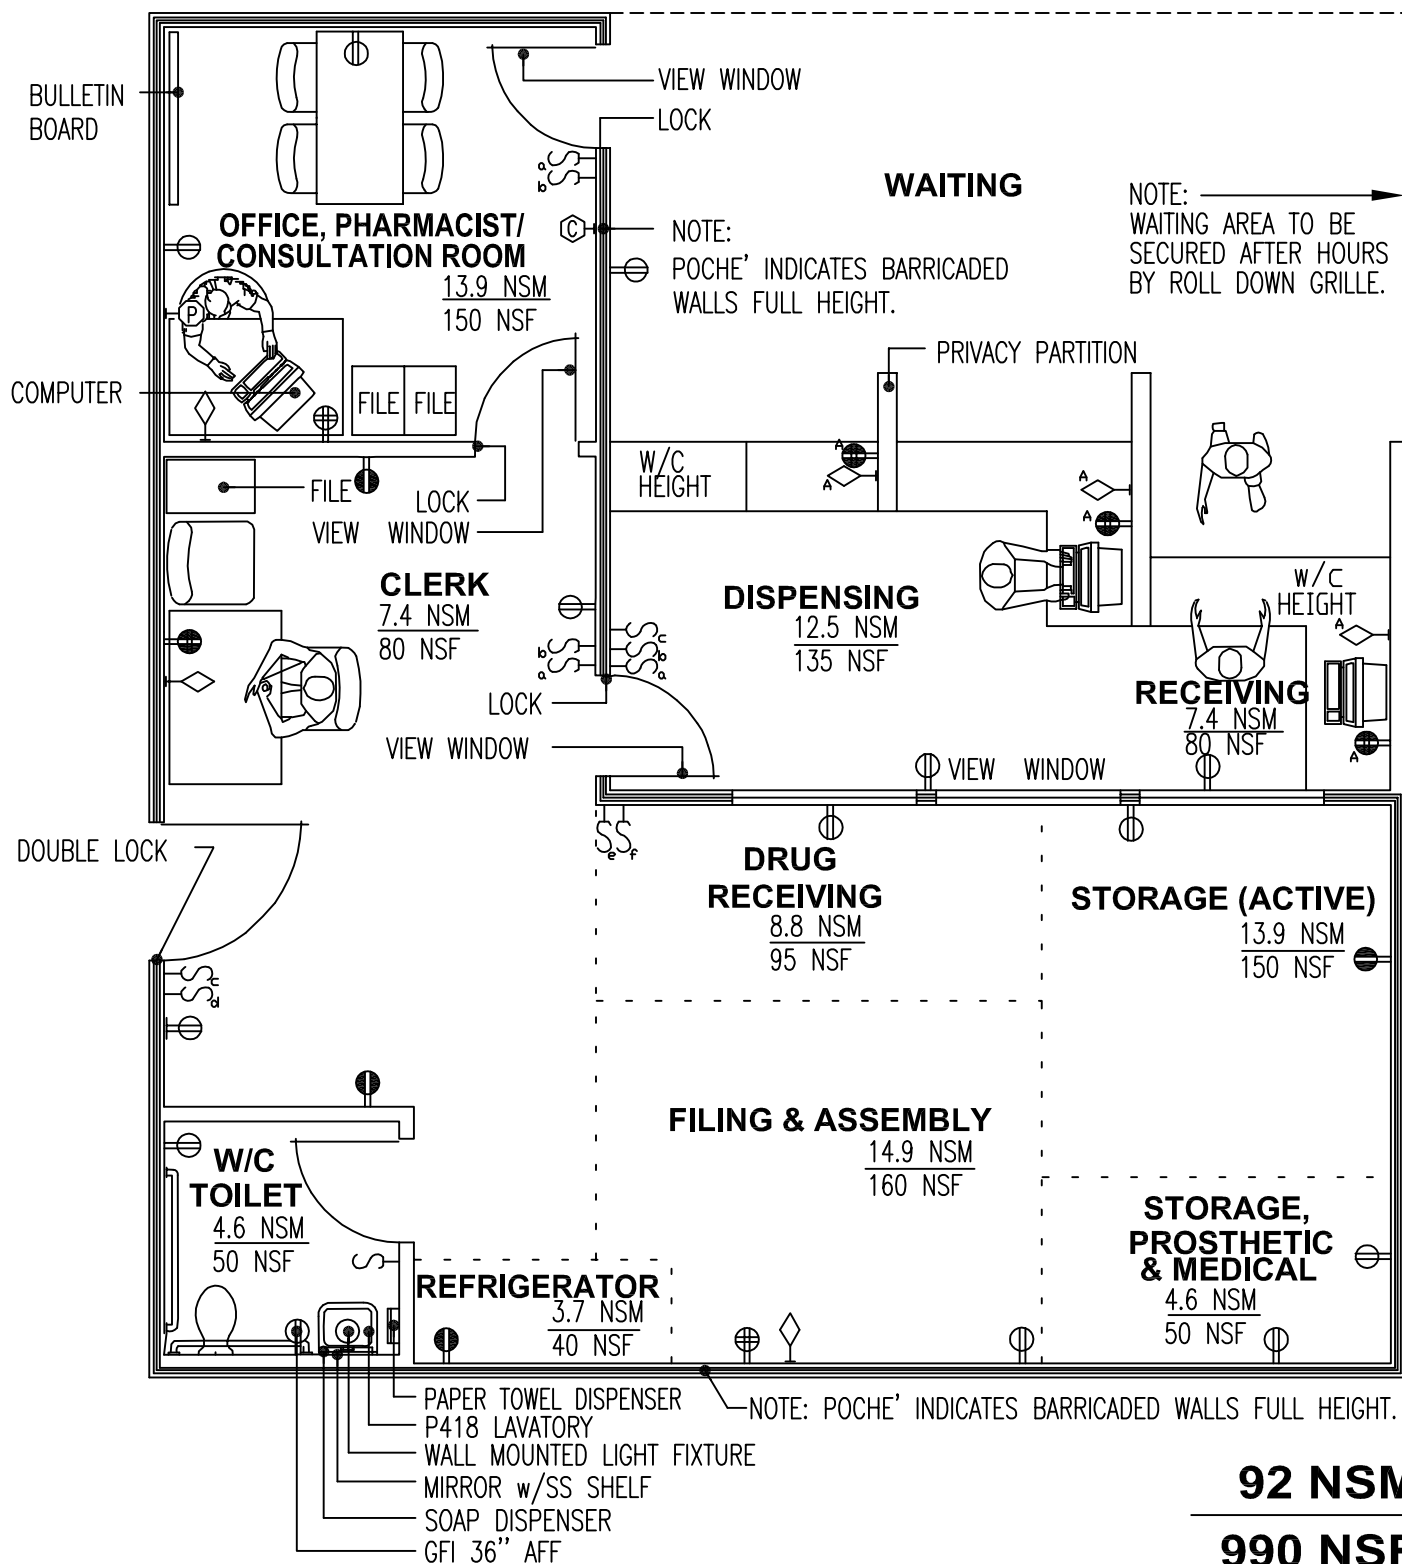 BULLETIN
BOARD
VIEW WINDOW
LOCK
WAITING
NOTE:
WAITING AREA TO BE
SECURED AFTER HOURS
BY ROLL DOWN GRILLE.
OFFICE, PHARMACIST/
CONSULTATION ROOM
13.9 NSM
150 NSF
a
b
C
NOTE:
POCHE' INDICATES BARRICADED
WALLS FULL HEIGHT.
P
PRIVACY PARTITION
COMPUTER
FILE FILE
W/C
HEIGHT
A
A
A
A
FILE
LOCK
VIEW WINDOW
CLERK
7.4 NSM
80 NSF
DISPENSING
12.5 NSM
135 NSF
W/C
HEIGHT
A
b
a
c
b
a
RECEIVING
7.4 NSM
80 NSF
A
LOCK
VIEW WINDOW
VIEW WINDOW
DOUBLE LOCK
e f
DRUG
RECEIVING
8.8 NSM
95 NSF
STORAGE (ACTIVE)
13.9 NSM
150 NSF
c
d
FILING & ASSEMBLY
14.9 NSM
160 NSF
W/C
TOILET
4.6 NSM
50 NSF
STORAGE,
PROSTHETIC
& MEDICAL
4.6 NSM
50 NSF
REFRIGERATOR
3.7 NSM
40 NSF
PAPER TOWEL DISPENSER
P418 LAVATORY
WALL MOUNTED LIGHT FIXTURE
MIRROR w/SS SHELF
SOAP DISPENSER
GFI 36" AFF
NOTE: POCHE' INDICATES BARRICADED WALLS FULL HEIGHT.
92 NSM
990 NSF